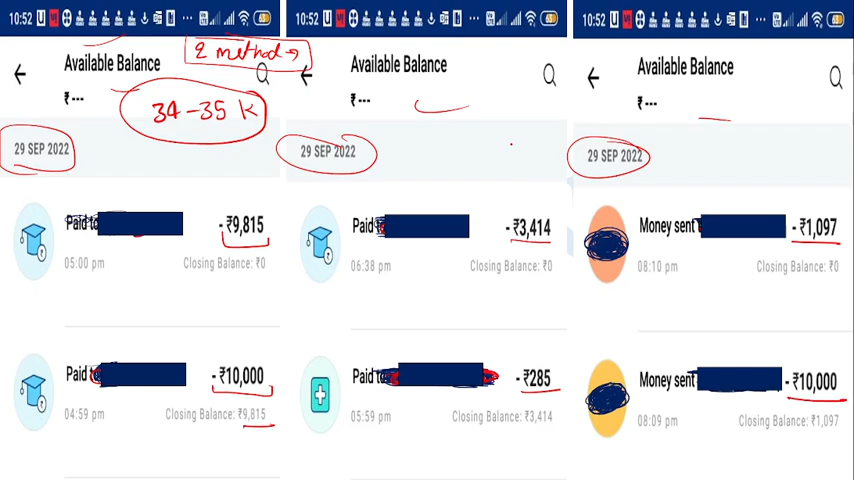 10:52
Available Balance
₹ ---
2 method →
34-35 K
29 SEP 2022
Paid to
- ₹9,815
05:00 pm
Closing Balance: ₹0
Paid
- ₹10,000
04:59 pm
Closing Balance: ₹9,815
10:52
Available Balance
₹ ---
29 SEP 2022
Paid
- ₹3,414
06:38 pm
Closing Balance: ₹0
Paid to
- ₹285
05:59 pm
Closing Balance: ₹3,414
10:52
Available Balance
₹ ---
29 SEP 2022
Money sent
- ₹1,097
08:10 pm
Closing Balance: ₹0
Money sent
- ₹10,000
08:09 pm
Closing Balance: ₹1,097